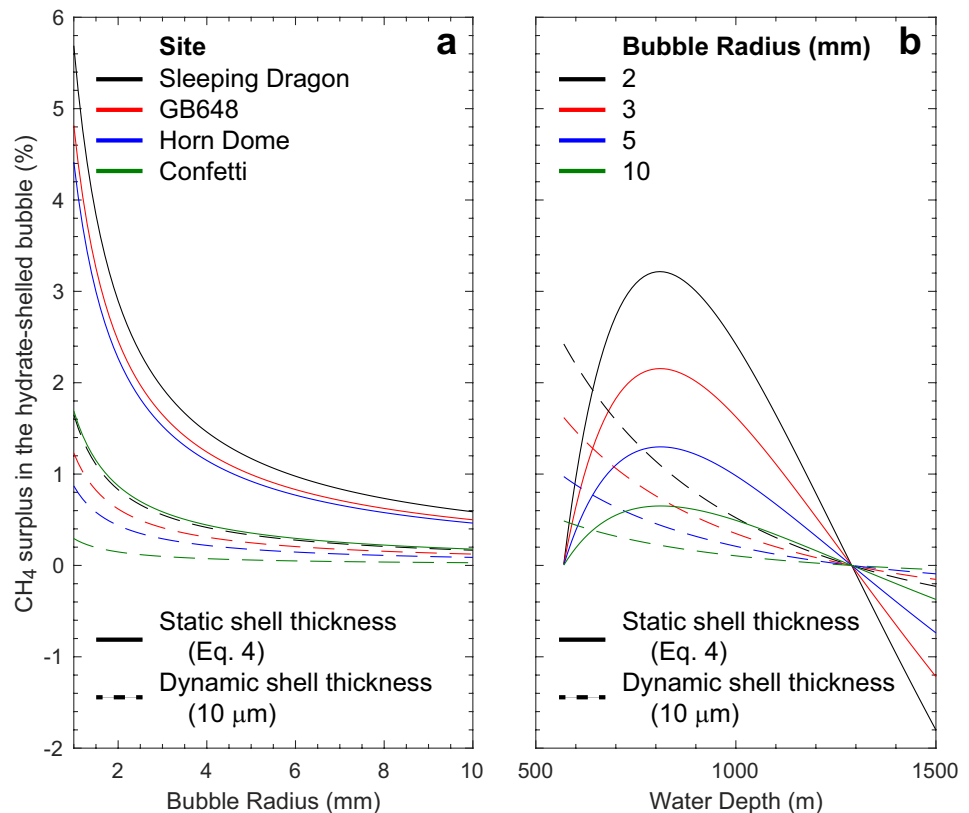 a
Site
Sleeping Dragon
GB648
Horn Dome
Confetti
Static shell thickness
(Eq. 4)
Dynamic shell thickness
(10 μm)
6
5
4
3
2
1
0
-1
-2
CH₄ surplus in the hydrate-shelled bubble (%)
2
4
6
8
10
Bubble Radius (mm)
b
Bubble Radius (mm)
2
3
5
10
Static shell thickness
(Eq. 4)
Dynamic shell thickness
(10 μm)
500
1000
1500
Water Depth (m)